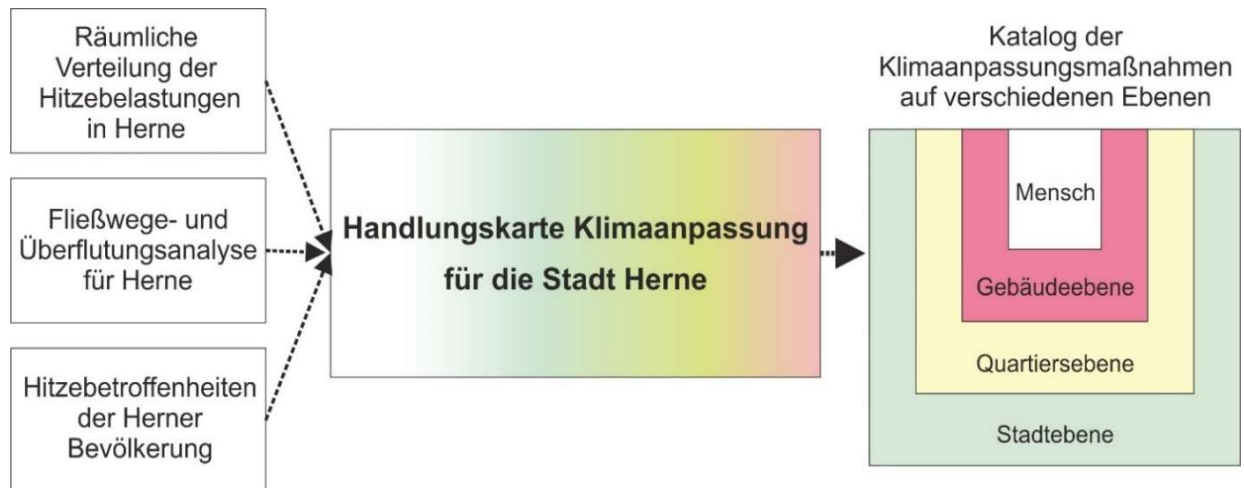 Räumliche
Verteilung der
Hitzebelastungen
in Herne
Fließwege- und
Überflutungsanalyse
für Herne
Hitzebetroffenheiten
der Herner
Bevölkerung
Handlungskarte Klimaanpassung
für die Stadt Herne
Katalog der
Klimaanpassungsmaßnahmen
auf verschiedenen Ebenen
Mensch
Gebäudeebene
Quartiersebene
Stadtebene